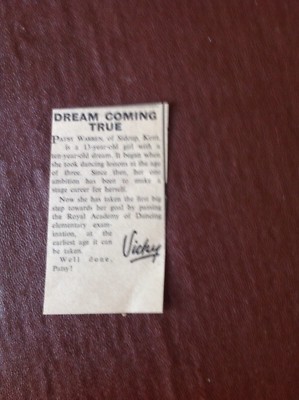 DREAM COMING
TRUE
PATSY WARREN, of Sidcup, Kent,
is a 13-year-old girl with a
ten-year-old dream. It began when
she took dancing lessons at the age
of three. Since then, her one
ambition has been to make a
stage career for herself.
Now she has taken the first big
step towards her goal by passing
the Royal Academy of Dancing
elementary exam-
ination, at the
earliest age it can
be taken.
Well done,
Patsy!
Vicky